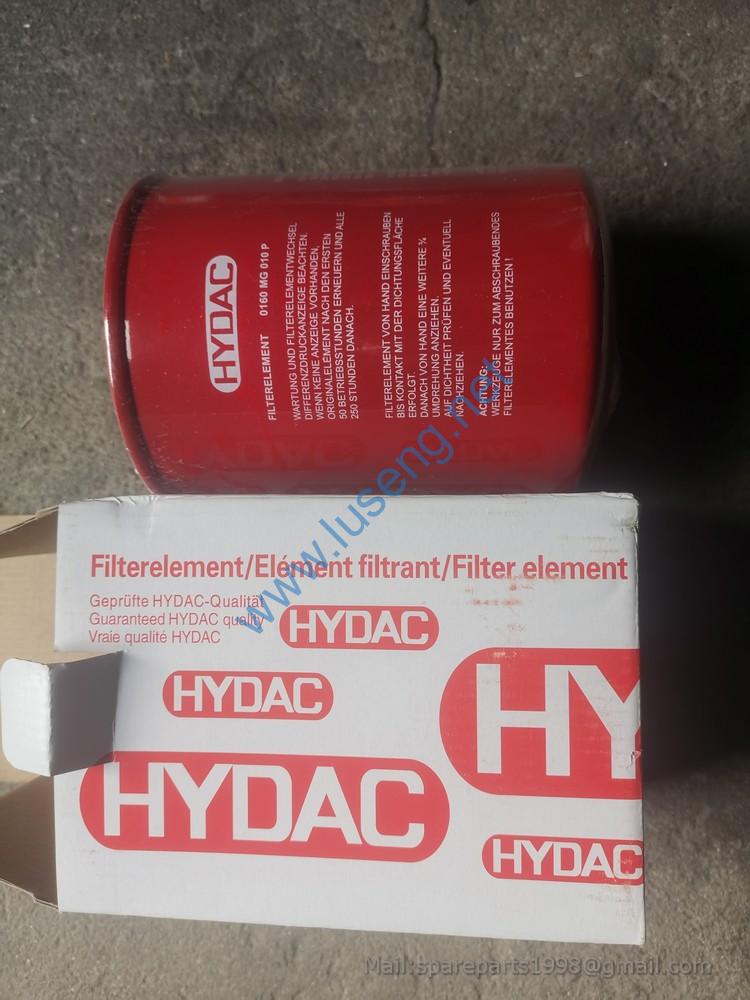 HYDAC
FILTERELEMENT 0160 MG 010 P
WARTUNG UND FILTERELEMENTWECHSEL
DIFFERENZDRUCKANZEIGE BEACHTEN.
WENN KEINE ANZEIGE VORHANDEN,
ORIGINALELEMENT NACH DEN ERSTEN
50 BETRIEBSSTUNDEN ERNEUERN UND ALLE
250 STUNDEN DANACH.
FILTERELEMENT VON HAND EINSCHRAUBEN
BIS KONTAKT MIT DER DICHTUNGSFLÄCHE
ERFOLGT.
DANACH VON HAND EINE WEITERE ¾
UMDREHUNG ANZIEHEN.
AUF DICHTHEIT PRÜFEN UND EVENTUELL
NACHZIEHEN.
ACHTUNG:
WERKZEUGE NUR ZUM ABSCHRAUBENDES
FILTERELEMENTES BENUTZEN !
www.luseng.net
Filterelement/Elément filtrant/Filter element
Geprüfte HYDAC-Qualität
Guaranteed HYDAC quality
Vraie qualité HYDAC
HYDAC
HYDAC
HY
HYDAC
HYDAC
Mail:spareparts1998@gmail.com